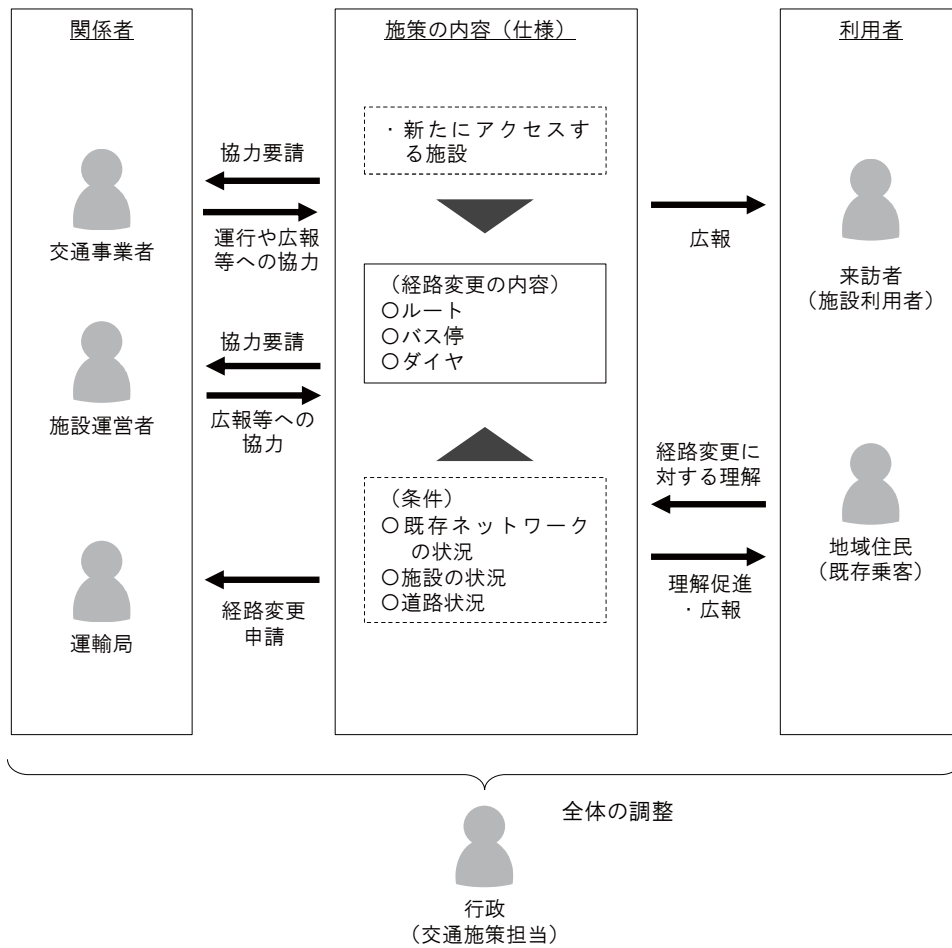 関係者
協力要請
運行や広報
等への協力
交通事業者
協力要請
広報等への
協力
施設運営者
経路変更
申請
運輸局
施策の内容（仕様）
・新たにアクセスす
る施設
（経路変更の内容）
〇ルート
〇バス停
〇ダイヤ
（条件）
〇既存ネットワーク
の状況
〇施設の状況
〇道路状況
利用者
広報
来訪者
（施設利用者）
経路変更に
対する理解
理解促進
・広報
地域住民
（既存乗客）
全体の調整
行政
（交通施策担当）